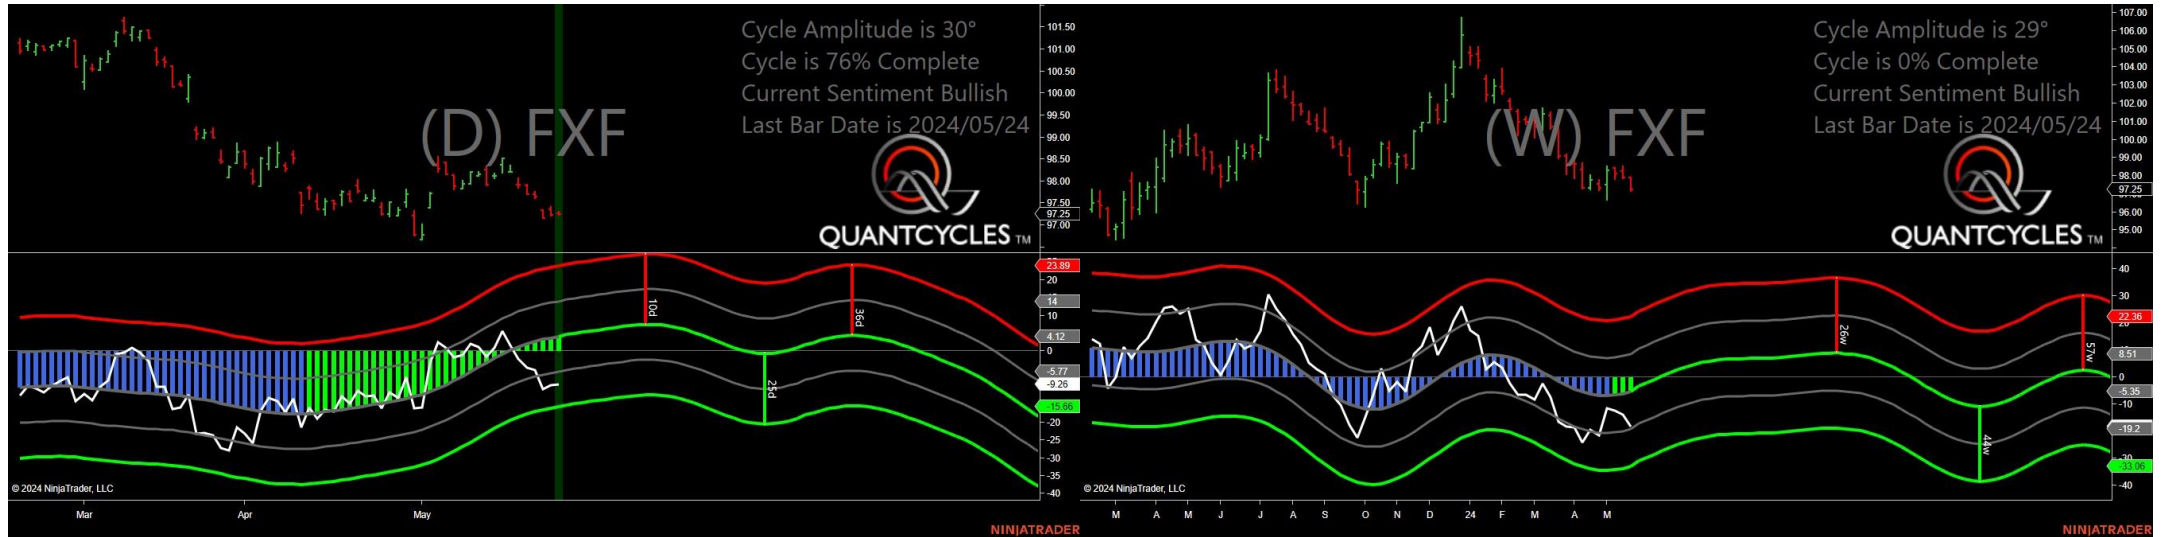 Cycle Amplitude is 30°
Cycle is 76% Complete
Current Sentiment Bullish
Last Bar Date is 2024/05/24
(D) FXF
QUANTCYCLES TM
101.50
101.00
100.50
100.00
99.50
99.00
98.50
98.00
97.50
97.25
97.00
23.89
20
14
10
4.12
0
-5.77
-9.26
-15.66
-20
-25
-30
-35
-40
10d
25d
36d
© 2024 NinjaTrader, LLC
Mar Apr May
NINJATRADER
Cycle Amplitude is 29°
Cycle is 0% Complete
Current Sentiment Bullish
Last Bar Date is 2024/05/24
(W) FXF
QUANTCYCLES TM
107.00
106.00
105.00
104.00
103.00
102.00
101.00
100.00
99.00
98.00
97.25
96.00
95.00
40
30
22.36
20
8.51
0
-5.35
-10
-19.2
-30
-33.06
-40
26w
44w
57w
© 2024 NinjaTrader, LLC
M A M J J A S O N D 24 F M A M
NINJATRADER